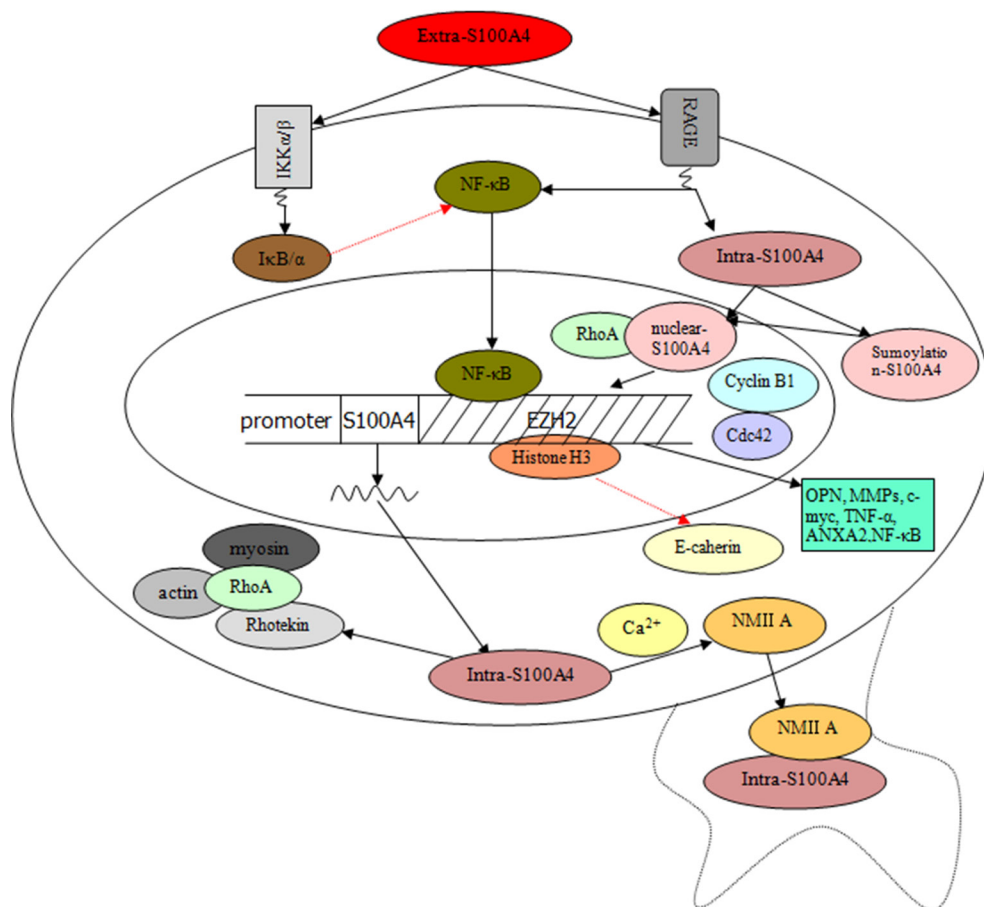 Extra-S100A4
IKKα/β
RAGE
NF-κB
IκB/α
Intra-S100A4
RhoA
nuclear-
S100A4
Sumoylatio
n-S100A4
NF-κB
Cyclin B1
Cdc42
promoter
S100A4
EZH2
Histone H3
OPN, MMPs, c-
myc, TNF-α,
ANXA2.NF-κB
E-caherin
myosin
actin
RhoA
Rhotekin
Ca²⁺
NMII A
Intra-S100A4
NMII A
Intra-S100A4